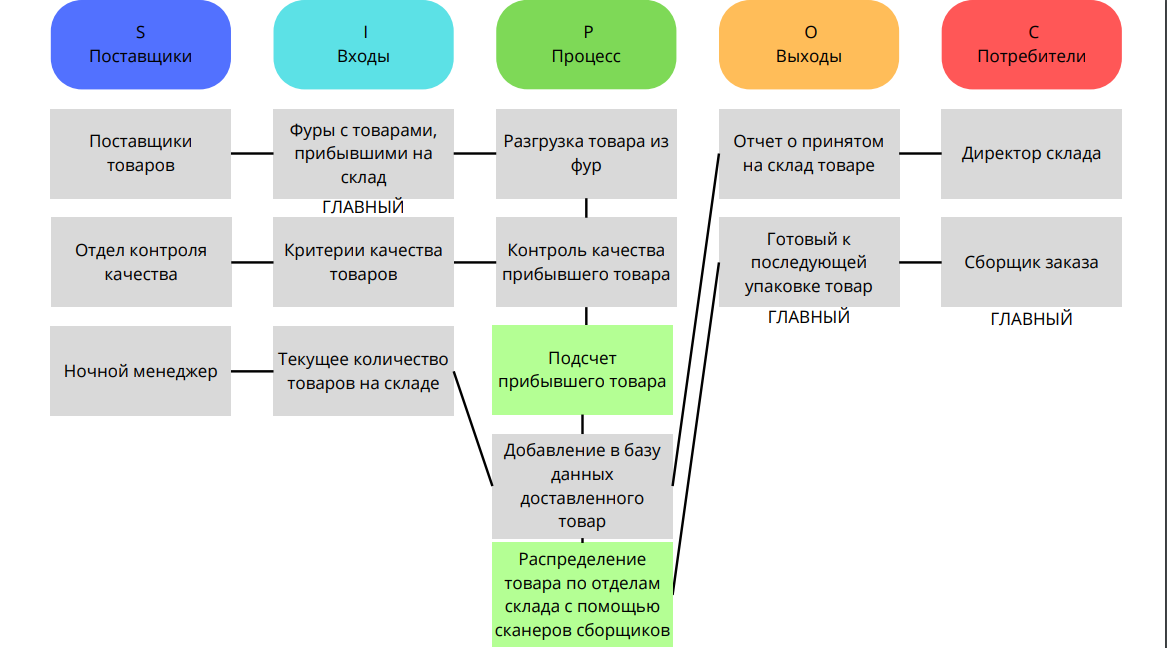 S
Поставщики
I
Входы
P
Процесс
O
Выходы
C
Потребители
Поставщики
товаров
Фуры с товарами,
прибывшими на
склад
ГЛАВНЫЙ
Разгрузка товара из
фур
Отчет о принятом
на склад товаре
Директор склада
Отдел контроля
качества
Критерии качества
товаров
Контроль качества
прибывшего товара
Готовый к
последующей
упаковке товар
ГЛАВНЫЙ
Сборщик заказа
ГЛАВНЫЙ
Ночной менеджер
Текущее количество
товаров на складе
Подсчет
прибывшего товара
Добавление в базу
данных
доставленного
товар
Распределение
товара по отделам
склада с помощью
сканеров сборщиков